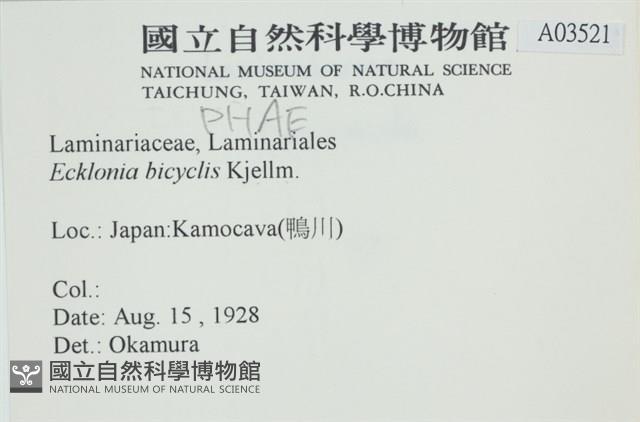 國立自然科學博物館
A03521
NATIONAL MUSEUM OF NATURAL SCIENCE
TAICHUNG, TAIWAN, R.O.CHINA
PHAE
Laminariaceae, Laminariales
Ecklonia bicyclis Kjellm.
Loc.: Japan:Kamocava(鴨川)
Col.:
Date: Aug. 15 , 1928
Det.: Okamura
國立自然科學博物館
NATIONAL MUSEUM OF NATURAL SCIENCE